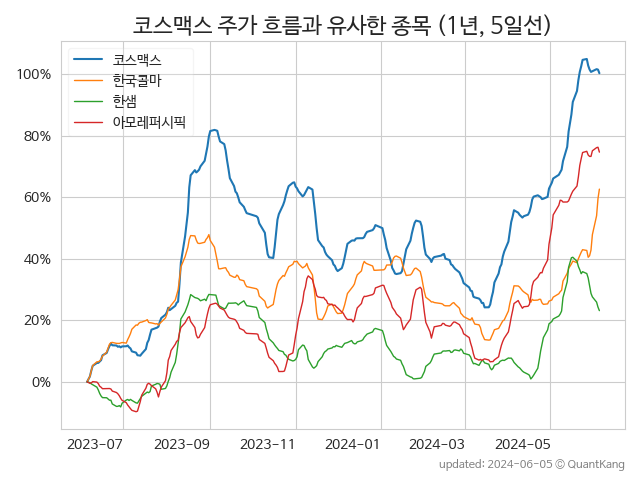 코스맥스 주가 흐름과 유사한 종목 (1년, 5일선)
코스맥스
한국콜마
한샘
아모레퍼시픽
100%
80%
60%
40%
20%
0%
2023-07 2023-09 2023-11 2024-01 2024-03 2024-05
updated: 2024-06-05 © QuantKang